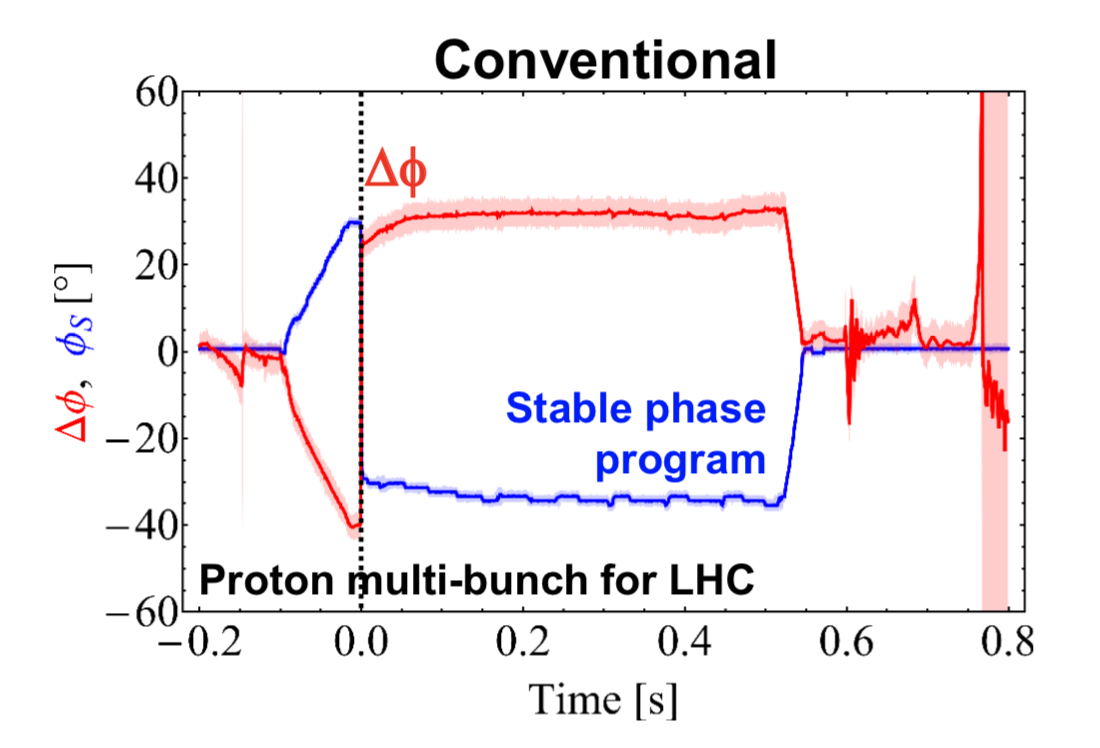 Conventional
60
40
20
0
−20
−40
−60
Δϕ, ϕS [°]
Δϕ
Stable phase
program
Proton multi-bunch for LHC
−0.2 0.0 0.2 0.4 0.6 0.8
Time [s]